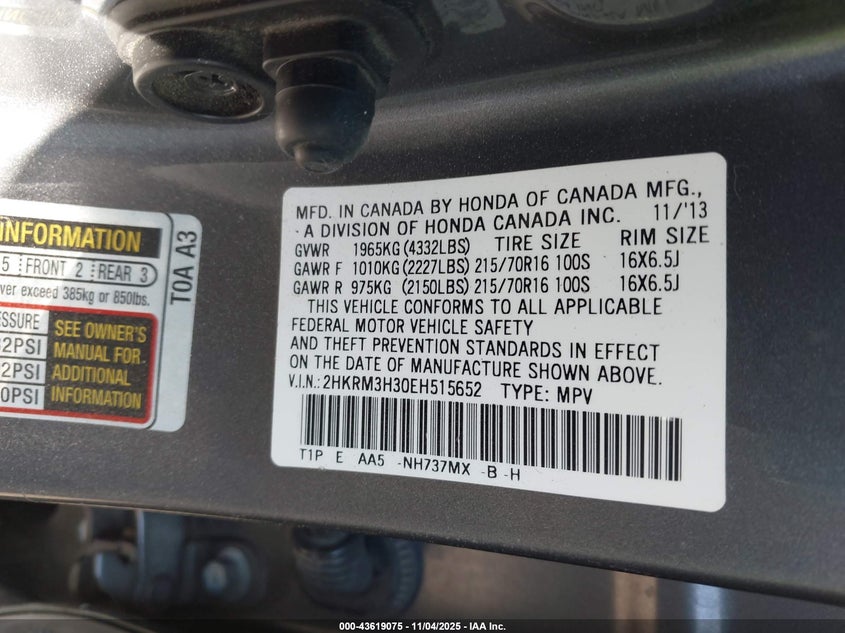 INFORMATION
5 FRONT 2 REAR 3
ver exceed 385kg or 850lbs.
ESSURE
2PSI
2PSI
0PSI
SEE OWNER'S
MANUAL FOR
ADDITIONAL
INFORMATION
T0A A3
MFD. IN CANADA BY HONDA OF CANADA MFG.,
A DIVISION OF HONDA CANADA INC. 11/'13
GVWR 1965KG (4332LBS) TIRE SIZE RIM SIZE
GAWR F 1010KG (2227LBS) 215/70R16 100S 16X6.5J
GAWR R 975KG (2150LBS) 215/70R16 100S 16X6.5J
THIS VEHICLE CONFORMS TO ALL APPLICABLE
FEDERAL MOTOR VEHICLE SAFETY
AND THEFT PREVENTION STANDARDS IN EFFECT
ON THE DATE OF MANUFACTURE SHOWN ABOVE.
V.I.N.: 2HKRM3H30EH515652 TYPE: MPV
T1P E AA5 -NH737MX -B -H
000-43619075 - 11/04/2025 - IAA Inc.